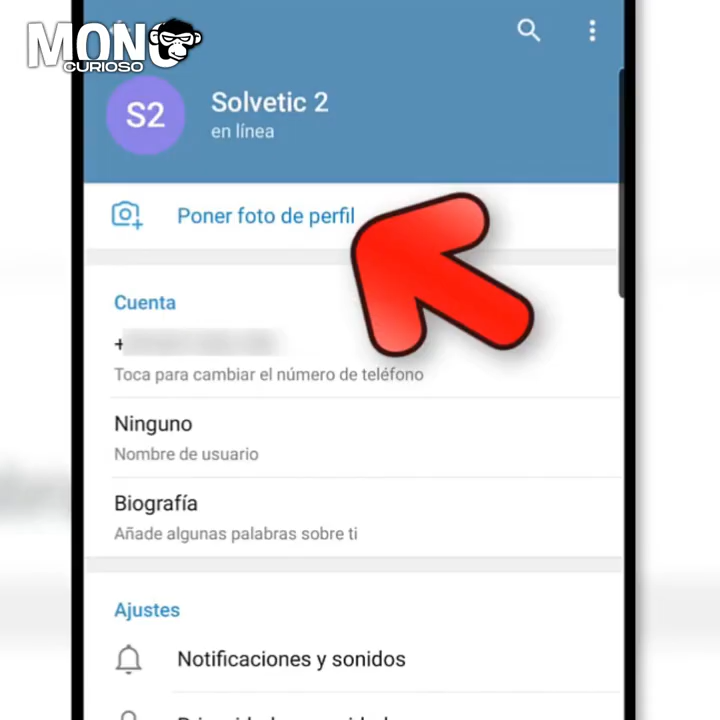 MONO
CURIOSO
S2
Solvetic 2
en línea
Poner foto de perfil
Cuenta
+
Toca para cambiar el número de teléfono
Ninguno
Nombre de usuario
Biografía
Añade algunas palabras sobre ti
Ajustes
Notificaciones y sonidos